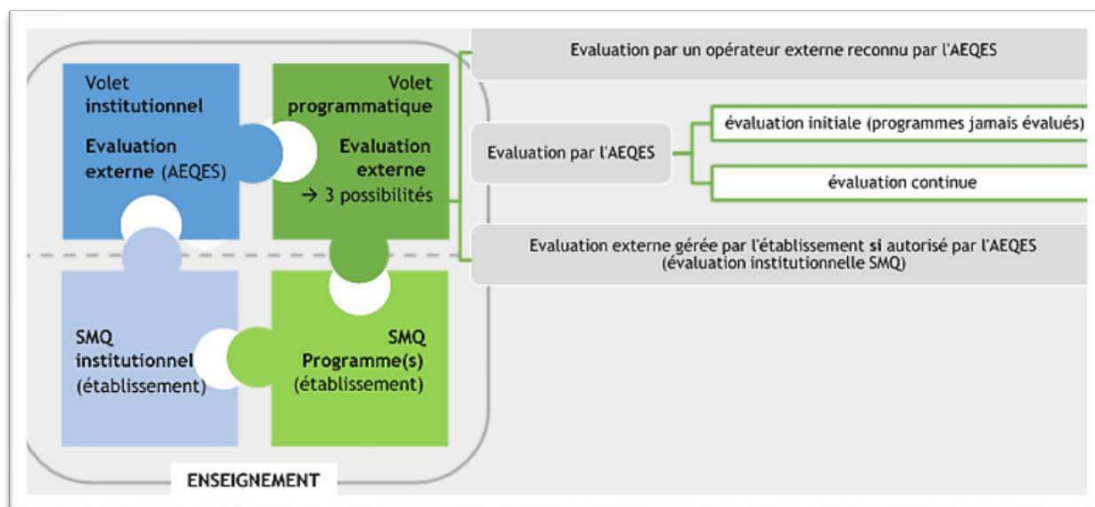 Volet
institutionnel
Evaluation
externe (AEQES)
Volet
programmatique
Evaluation
externe
→ 3 possibilités
SMQ
institutionnel
(établissement)
SMQ
Programme(s)
(établissement)
ENSEIGNEMENT
Evaluation par un opérateur externe reconnu par l'AEQES
Evaluation par l'AEQES
évaluation initiale (programmes jamais évalués)
évaluation continue
Evaluation externe gérée par l'établissement si autorisé par l'AEQES
(évaluation institutionnelle SMQ)